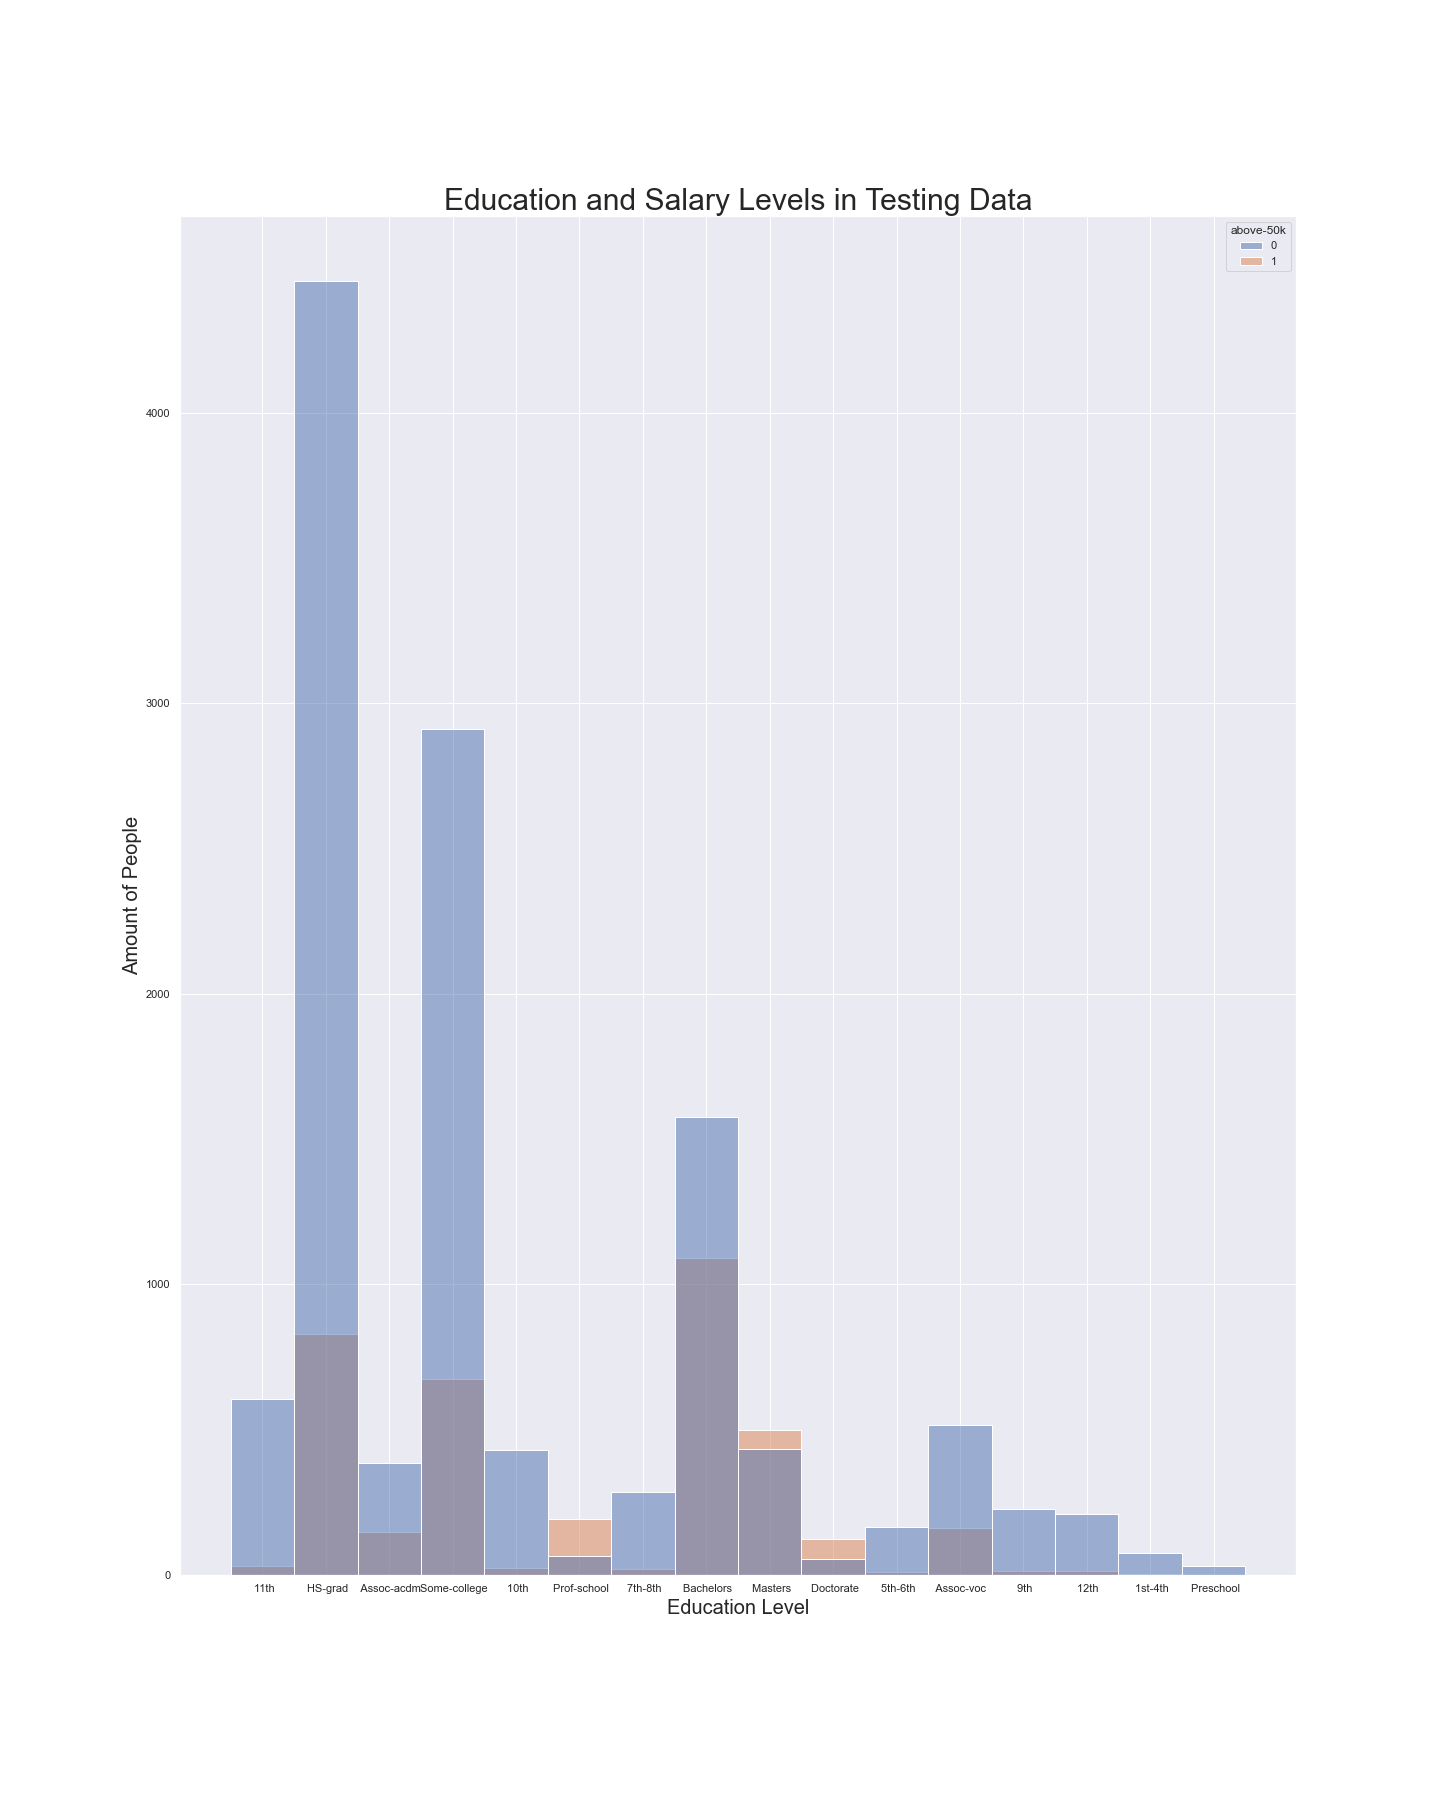 Education and Salary Levels in Testing Data
above-50k
0
1
4000
3000
2000
1000
0
Amount of People
11th HS-grad Assoc-acdm Some-college 10th Prof-school 7th-8th Bachelors Masters Doctorate 5th-6th Assoc-voc 9th 12th 1st-4th Preschool
Education Level